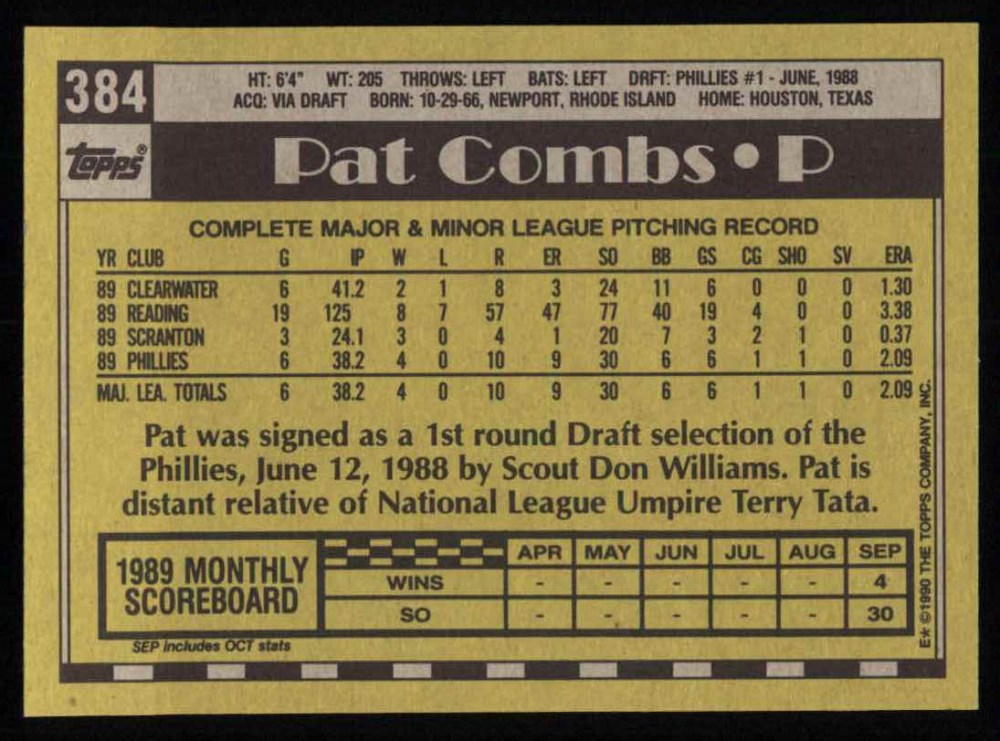 384
HT: 6'4" WT: 205 THROWS: LEFT BATS: LEFT DRFT: PHILLIES #1 - JUNE, 1988
ACQ: VIA DRAFT BORN: 10-29-66, NEWPORT, RHODE ISLAND HOME: HOUSTON, TEXAS
TOPPS®
Pat Combs • P
COMPLETE MAJOR & MINOR LEAGUE PITCHING RECORD
YR CLUB G IP W L R ER SO BB GS CG SHO SV ERA
89 CLEARWATER 6 41.2 2 1 8 3 24 11 6 0 0 0 1.30
89 READING 19 125 8 7 57 47 77 40 19 4 0 0 3.38
89 SCRANTON 3 24.1 3 0 4 1 20 7 3 2 1 0 0.37
89 PHILLIES 6 38.2 4 0 10 9 30 6 6 1 1 0 2.09
MAJ. LEA. TOTALS 6 38.2 4 0 10 9 30 6 6 1 1 0 2.09
Pat was signed as a 1st round Draft selection of the
Phillies, June 12, 1988 by Scout Don Williams. Pat is
distant relative of National League Umpire Terry Tata.
1989 MONTHLY
SCOREBOARD
APR MAY JUN JUL AUG SEP
WINS - - - - - 4
SO - - - - - 30
SEP includes OCT stats
E* ©1990 THE TOPPS COMPANY, INC.